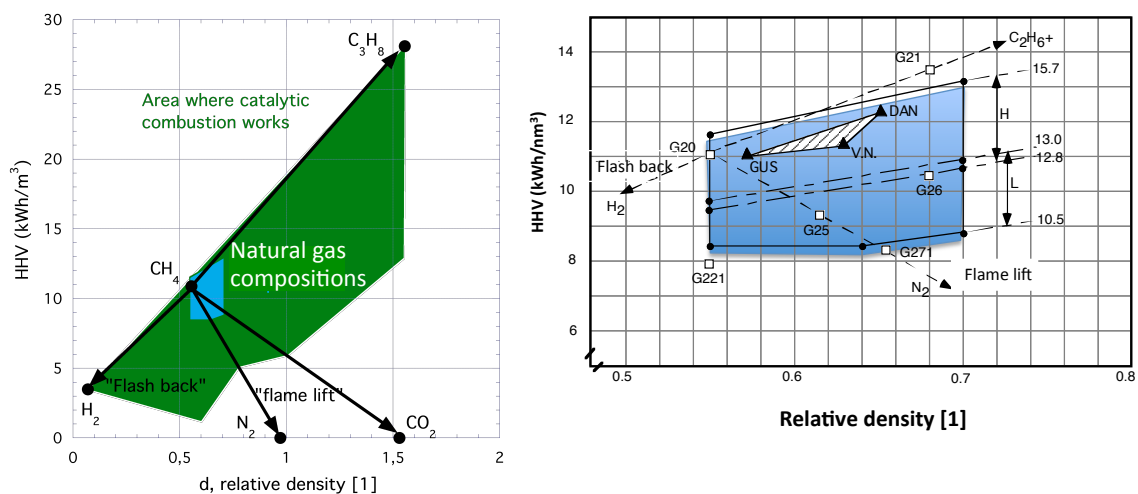 30
25
20
15
10
5
0
HHV (kWh/m³)
C₃H₈
Area where catalytic
combustion works
Natural gas
compositions
CH₄
"Flash back"
H₂
"flame lift"
N₂
CO₂
0
0,5
1
1,5
2
d, relative density [1]
14
12
10
8
6
HHV (kWh/nm³)
C₂H₆+
G21
15.7
H
DAN
G20
V.N.
GUS
13.0
12.8
Flash back
L
G26
H₂
G25
10.5
G271
G221
Flame lift
N₂
0.5
0.6
0.7
0.8
Relative density [1]